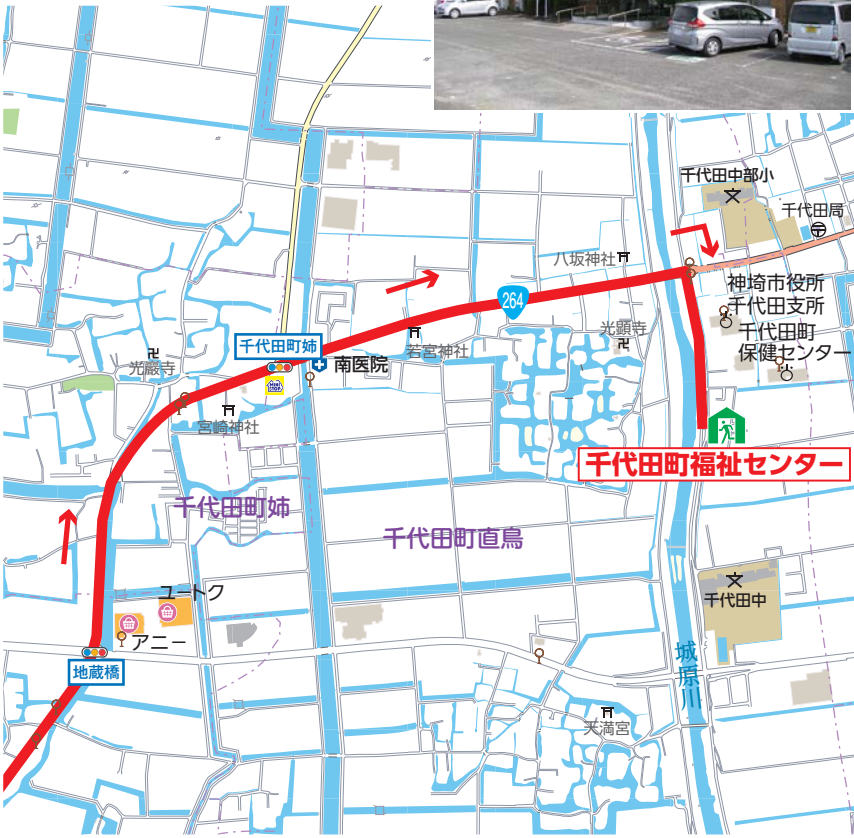 千代田中部小
千代田局
八坂神社
神埼市役所
千代田支所
264
千代田町
保健センター
光顕寺
千代田町姉
若宮神社
南医院
光巖寺
MINI
STOP
宮崎神社
千代田町福祉センター
千代田町姉
千代田町直鳥
ユートク
千代田中
アニー
地蔵橋
城原川
天満宮